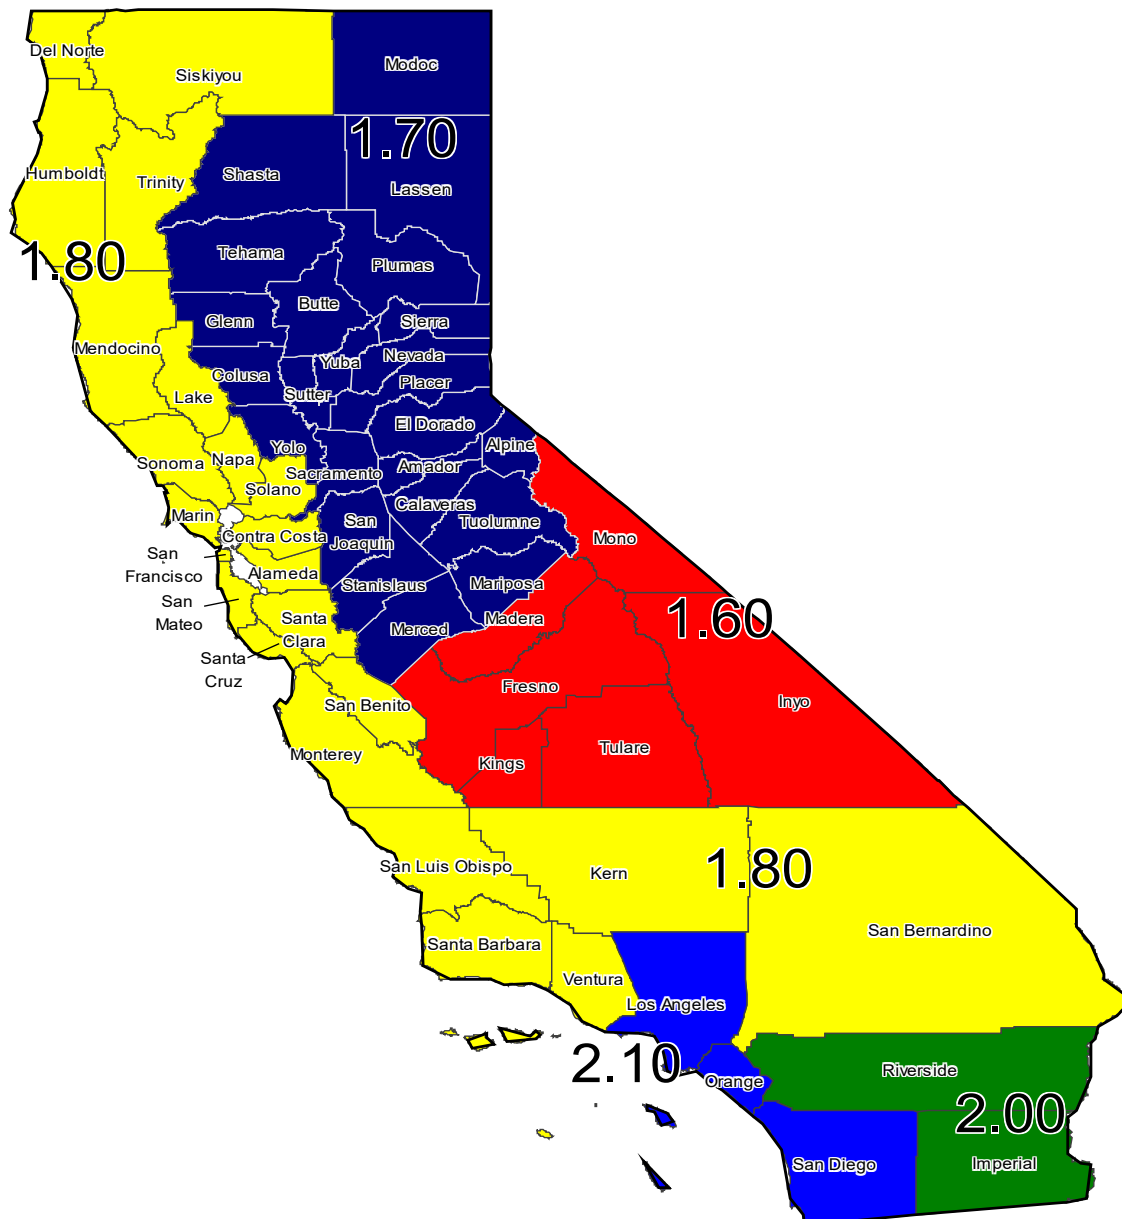 Del Norte
Siskiyou
Modoc
1.70
Shasta
Lassen
Humboldt
Trinity
1.80
Tehama
Plumas
Butte
Glenn
Sierra
Mendocino
Nevada
Yuba
Colusa
Placer
Sutter
Lake
El Dorado
Alpine
Yolo
Napa
Sonoma
Amador
Sacramento
Solano
Calaveras
Marin
San
Joaquin
Tuolumne
Contra Costa
Mono
San
Francisco
Alameda
Stanislaus
Mariposa
San
Mateo
Santa
Clara
Merced
Madera
1.60
Santa
Cruz
Fresno
Inyo
San Benito
Monterey
Kings
Tulare
San Luis Obispo
Kern
1.80
San Bernardino
Santa Barbara
Ventura
Los Angeles
2.10
Orange
Riverside
2.00
San Diego
Imperial